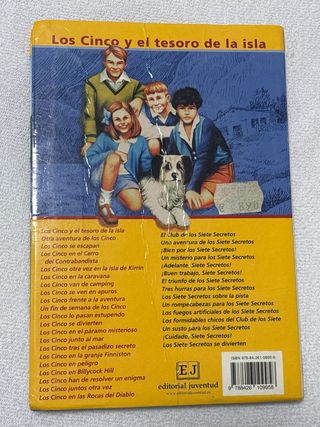 Los Cinco y el tesoro de la isla
Los Cinco y el tesoro de la isla
Otra aventura de los Cinco
Los Cinco se escapan
Los Cinco en el Cerro
del Contrabandista
Los Cinco otra vez en la isla de Kirrin
Los Cinco en la caravana
Los Cinco van de camping
Los Cinco se ven en apuros
Los Cinco frente a la aventura
Un fin de semana de los Cinco
Los Cinco lo pasan estupendo
Los Cinco se divierten
Los Cinco en el páramo misterioso
Los Cinco junto al mar
Los Cinco tras el pasadizo secreto
Los Cinco en la granja Finniston
Los Cinco en peligro
Los Cinco en Billycock Hill
Los Cinco han de resolver un enigma
Los Cinco juntos otra vez
Los Cinco en las Rocas del Diablo
El Club de los Siete Secretos
Una aventura de los Siete Secretos
¡Bien por los Siete Secretos!
Un misterio para los Siete Secretos
¡Adelante, Siete Secretos!
¡Buen trabajo, Siete Secretos!
El triunfo de los Siete Secretos
Tres hurras para los Siete Secretos
Los Siete Secretos sobre la pista
Un rompecabezas para los Siete Secretos
Los fuegos artificiales de los Siete Secretos
Los formidables chicos del Club de los Siete
Un susto para los Siete Secretos
¡Cuidado, Siete Secretos!
Los Siete Secretos se divierten
EJ
editorial juventud
www.editorialjuventud.es
ISBN 978-84-261-0995-8
9 788426 109958